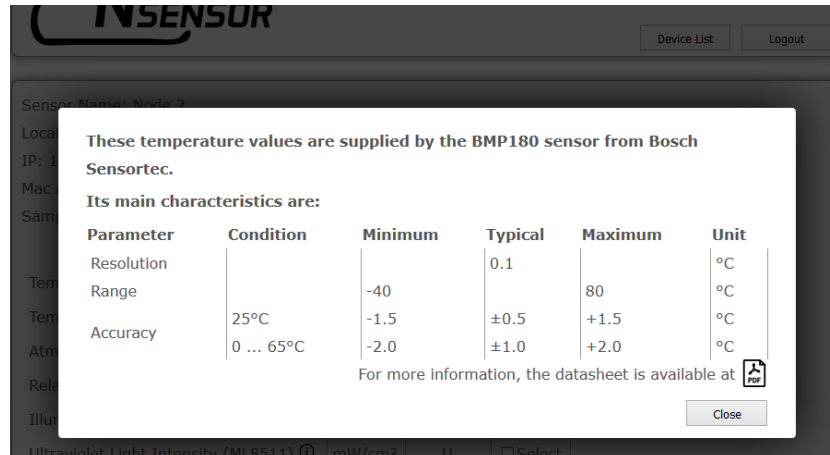 NSENSOR
Device List Logout
Sensor Name: Node 2
These temperature values are supplied by the BMP180 sensor from Bosch
Sensortec.
IP: 1
Mac
Its main characteristics are:
Parameter Condition Minimum Typical Maximum Unit
Resolution 0.1 °C
Range -40 80 °C
25°C -1.5 ±0.5 +1.5 °C
Accuracy
0 ... 65°C -2.0 ±1.0 +2.0 °C
For more information, the datasheet is available at PDF
Close
Ultraviolet Light Intensity (ML8511) mW/cm² U Select